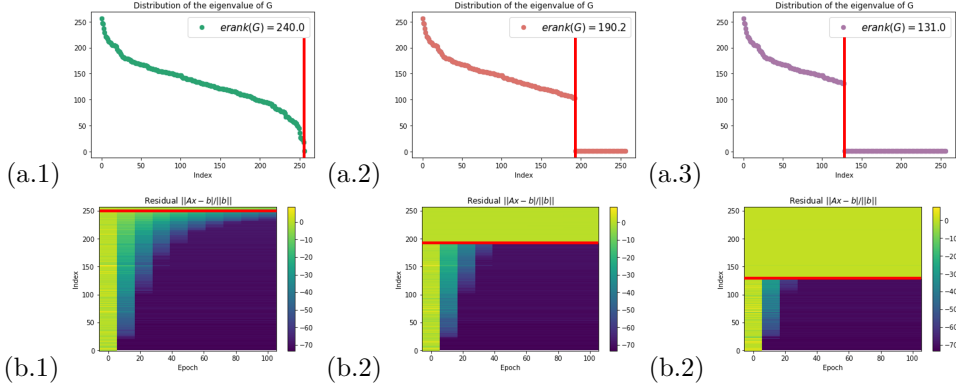 Distribution of the eigenvalue of G
Distribution of the eigenvalue of G
Distribution of the eigenvalue of G
erank(G) = 240.0
erank(G) = 190.2
erank(G) = 131.0
250
200
150
100
50
0
250
200
150
100
50
0
250
200
150
100
50
0
0 50 100 150 200 250
0 50 100 150 200 250
0 50 100 150 200 250
Index
Index
Index
(a.1)
(a.2)
(a.3)
Residual ||Ax − b|/||b||
Residual ||Ax − b|/||b||
Residual ||Ax − b|/||b||
Index
250
200
150
100
50
0
0 20 40 60 80 100
Epoch
0
−10
−20
−30
−40
−50
−60
−70
Index
250
200
150
100
50
0
0 20 40 60 80 100
Epoch
0
−10
−20
−30
−40
−50
−60
−70
Index
250
200
150
100
50
0
0 20 40 60 80 100
Epoch
0
−10
−20
−30
−40
−50
−60
−70
(b.1)
(b.2)
(b.2)